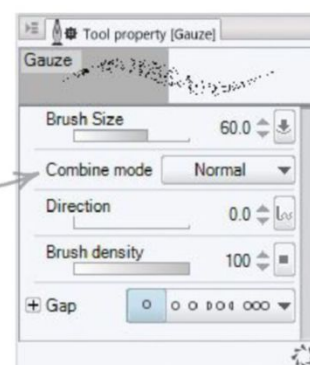 Tool property [Gauze]
Gauze
Brush Size 60.0
Combine mode Normal
Direction 0.0
Brush density 100
Gap